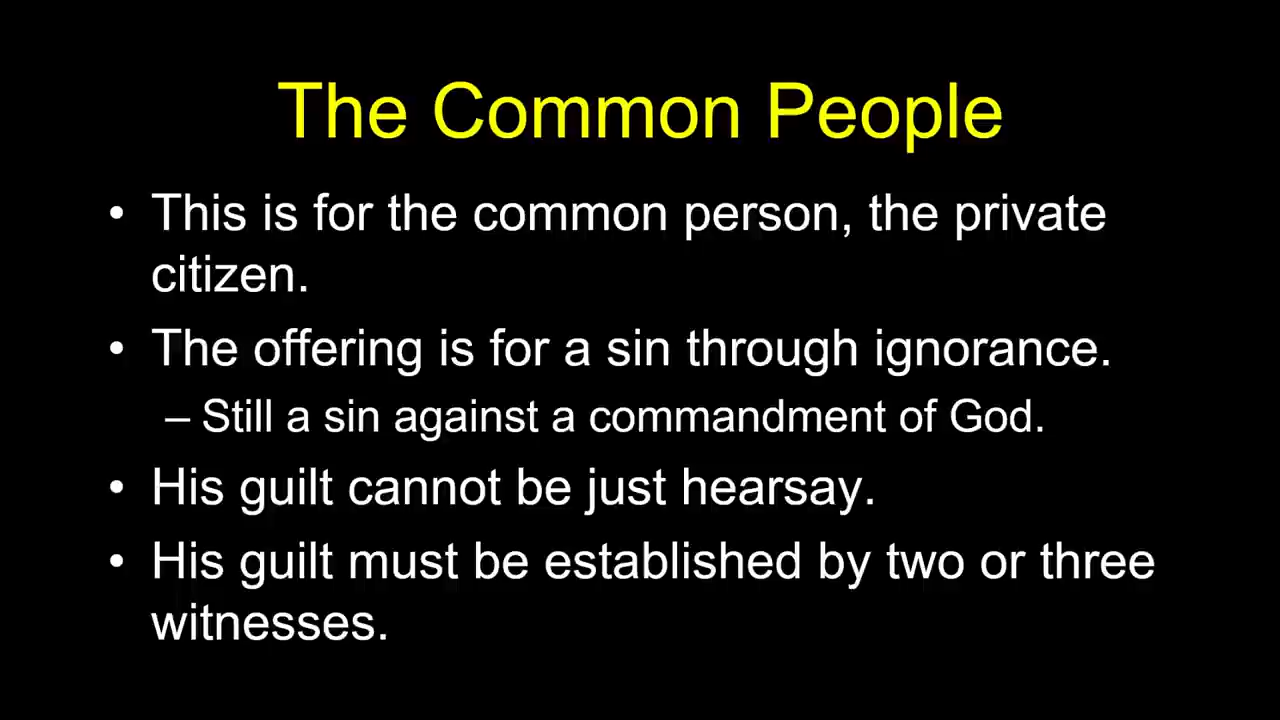 The Common People
• This is for the common person, the private
citizen.
• The offering is for a sin through ignorance.
– Still a sin against a commandment of God.
• His guilt cannot be just hearsay.
• His guilt must be established by two or three
witnesses.